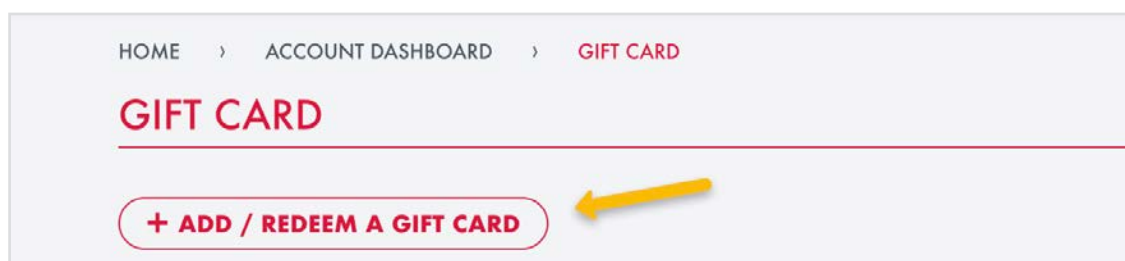 HOME › ACCOUNT DASHBOARD › GIFT CARD
GIFT CARD
+ ADD / REDEEM A GIFT CARD